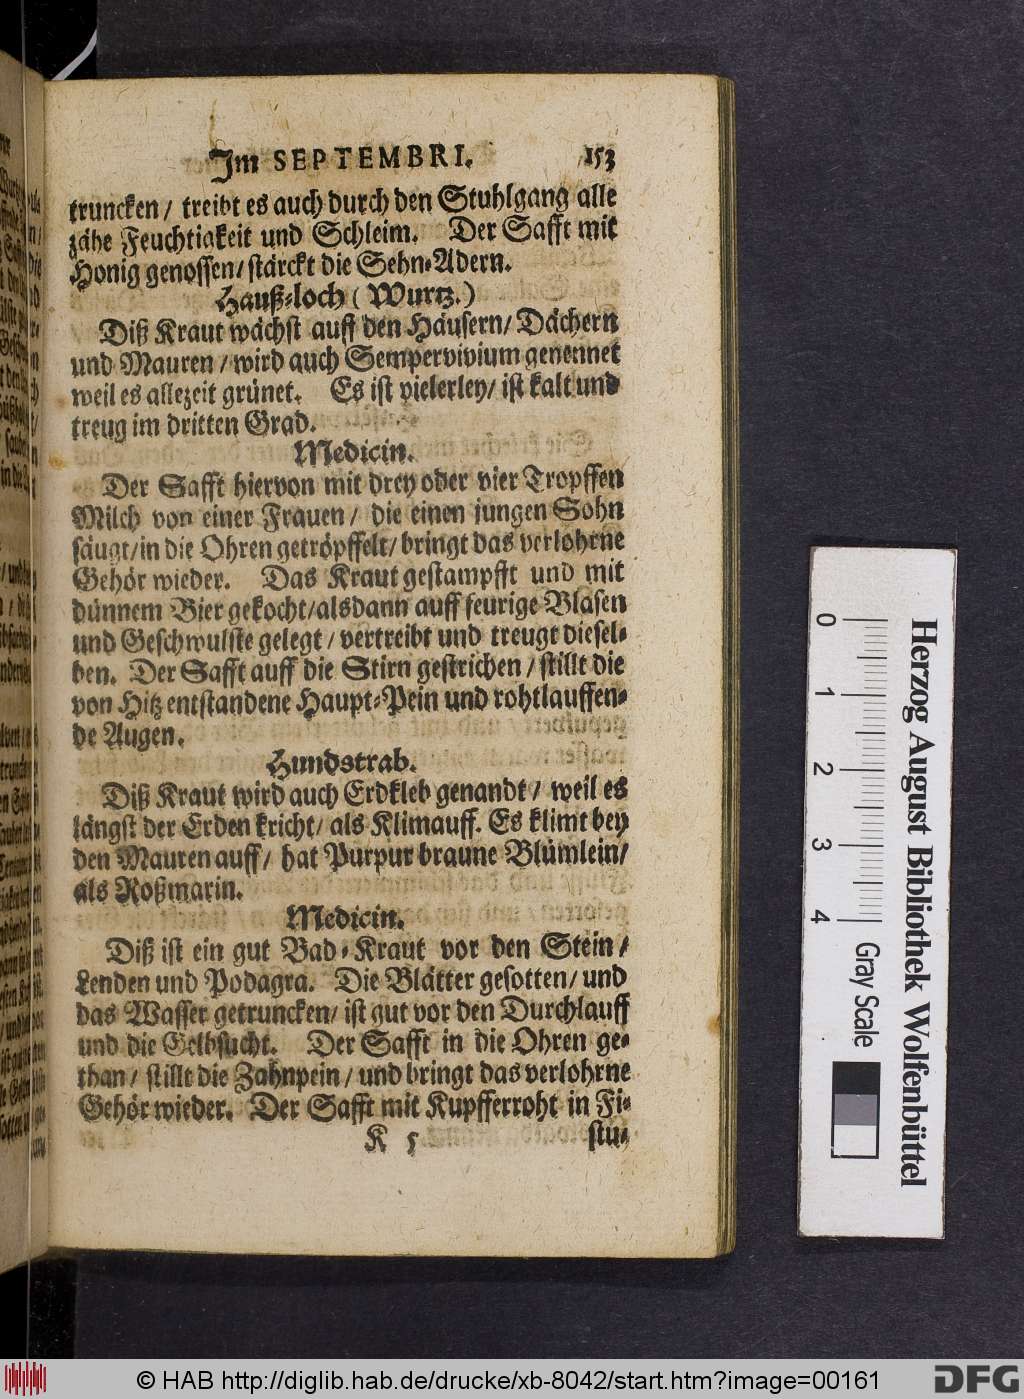 Im SEPTEMBRI. 153
truncken/ treibt es auch durch den Stuhlgang alle
zähe Feuchtigkeit und Schleim. Der Safft mit
Honig genossen/ stärckt die Sehn-Adern.
Hauß-loch (Wurtz.)
Diß Kraut wächst auff den Häusern/ Dächern
und Mauren/ wird auch Sempervivium genennet
weil es allezeit grünet. Es ist vielerley/ ist kalt und
treug im dritten Grad.
Medicin.
Der Safft hiervon mit drey oder vier Tropffen
Milch von einer Frauen/ die einen jungen Sohn
säugt/ in die Ohren getröpffelt/ bringt das verlohrne
Gehör wieder. Das Kraut gestampfft und mit
dünnem Bier gekocht/ alsdann auff feurige Blasen
und Geschwulste gelegt/ vertreibt und treugt diesel-
ben. Der Safft auff die Stirn gestrichen/ stillt die
von Hitz entstandene Haupt-Pein und rohtlauffen-
de Augen.
Hundstrab.
Diß Kraut wird auch Erdkleb genandt/ weil es
längst der Erden kricht/ als Klimauff. Es klimt bey
den Mauren auff/ hat Purpur braune Blümlein/
als Roßmarin.
Medicin.
Diß ist ein gut Bad-Kraut vor den Stein/
Lenden und Podagra. Die Blätter gesotten/ und
das Wasser getruncken/ ist gut vor den Durchlauff
und die Gelbsucht. Der Safft in die Ohren ge-
than/ stillt die Zahnpein/ und bringt das verlohrne
Gehör wieder. Der Safft mit Kupfferroht in Fi-
K 5 stu-
0 1 2 3 4
Gray Scale
Herzog August Bibliothek Wolfenbüttel
© HAB http://diglib.hab.de/drucke/xb-8042/start.htm?image=00161
DFG